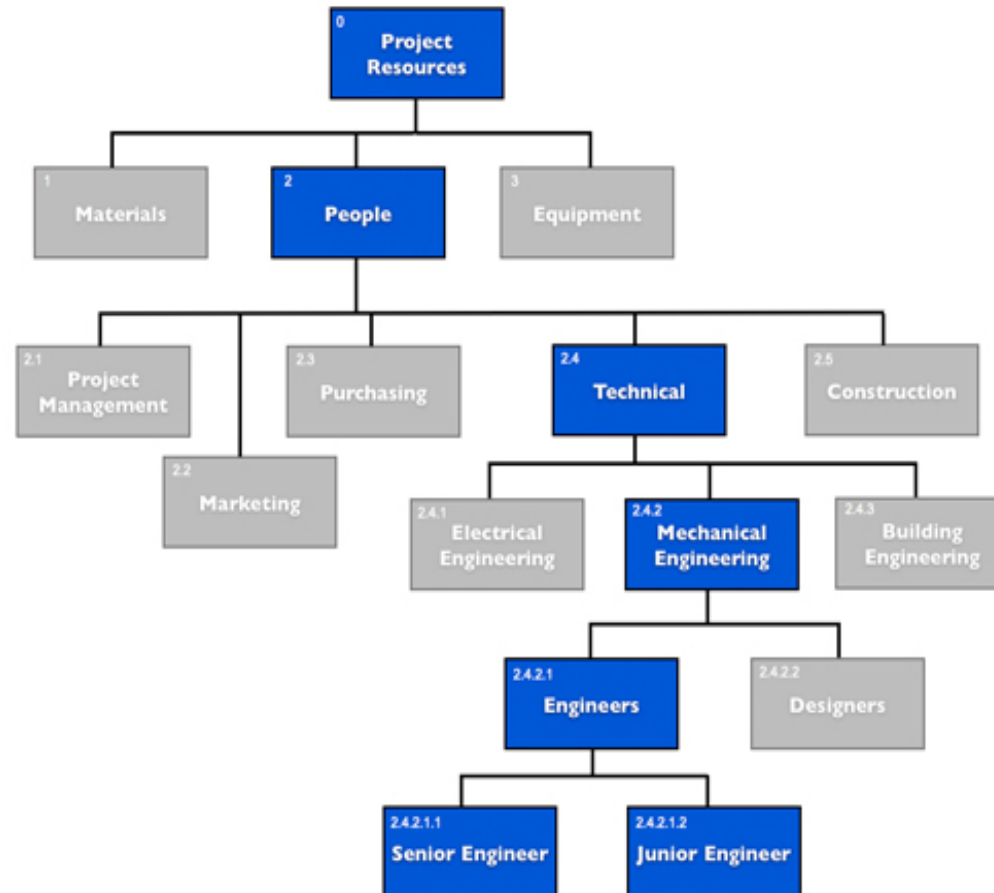 0
Project
Resources
1
Materials
2
People
3
Equipment
2.1
Project
Management
2.2
Marketing
2.3
Purchasing
2.4
Technical
2.5
Construction
2.4.1
Electrical
Engineering
2.4.2
Mechanical
Engineering
2.4.3
Building
Engineering
2.4.2.1
Engineers
2.4.2.2
Designers
2.4.2.1.1
Senior Engineer
2.4.2.1.2
Junior Engineer